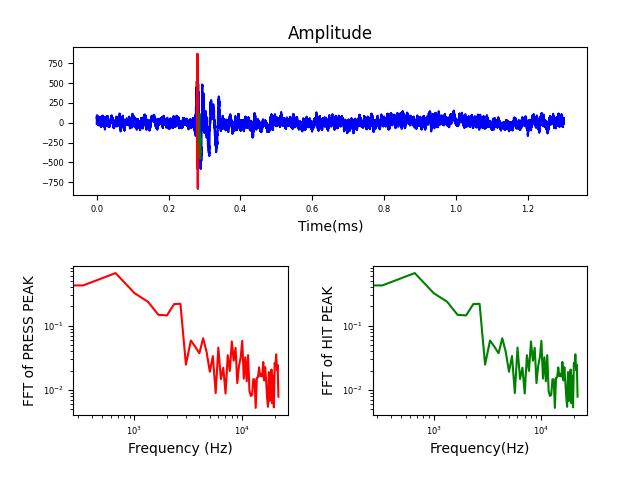 Amplitude
750
500
250
0
−250
−500
−750
0.0 0.2 0.4 0.6 0.8 1.0 1.2
Time(ms)
FFT of PRESS PEAK
10⁻¹
10⁻²
10³ 10⁴
Frequency (Hz)
FFT of HIT PEAK
10⁻¹
10⁻²
10³ 10⁴
Frequency(Hz)